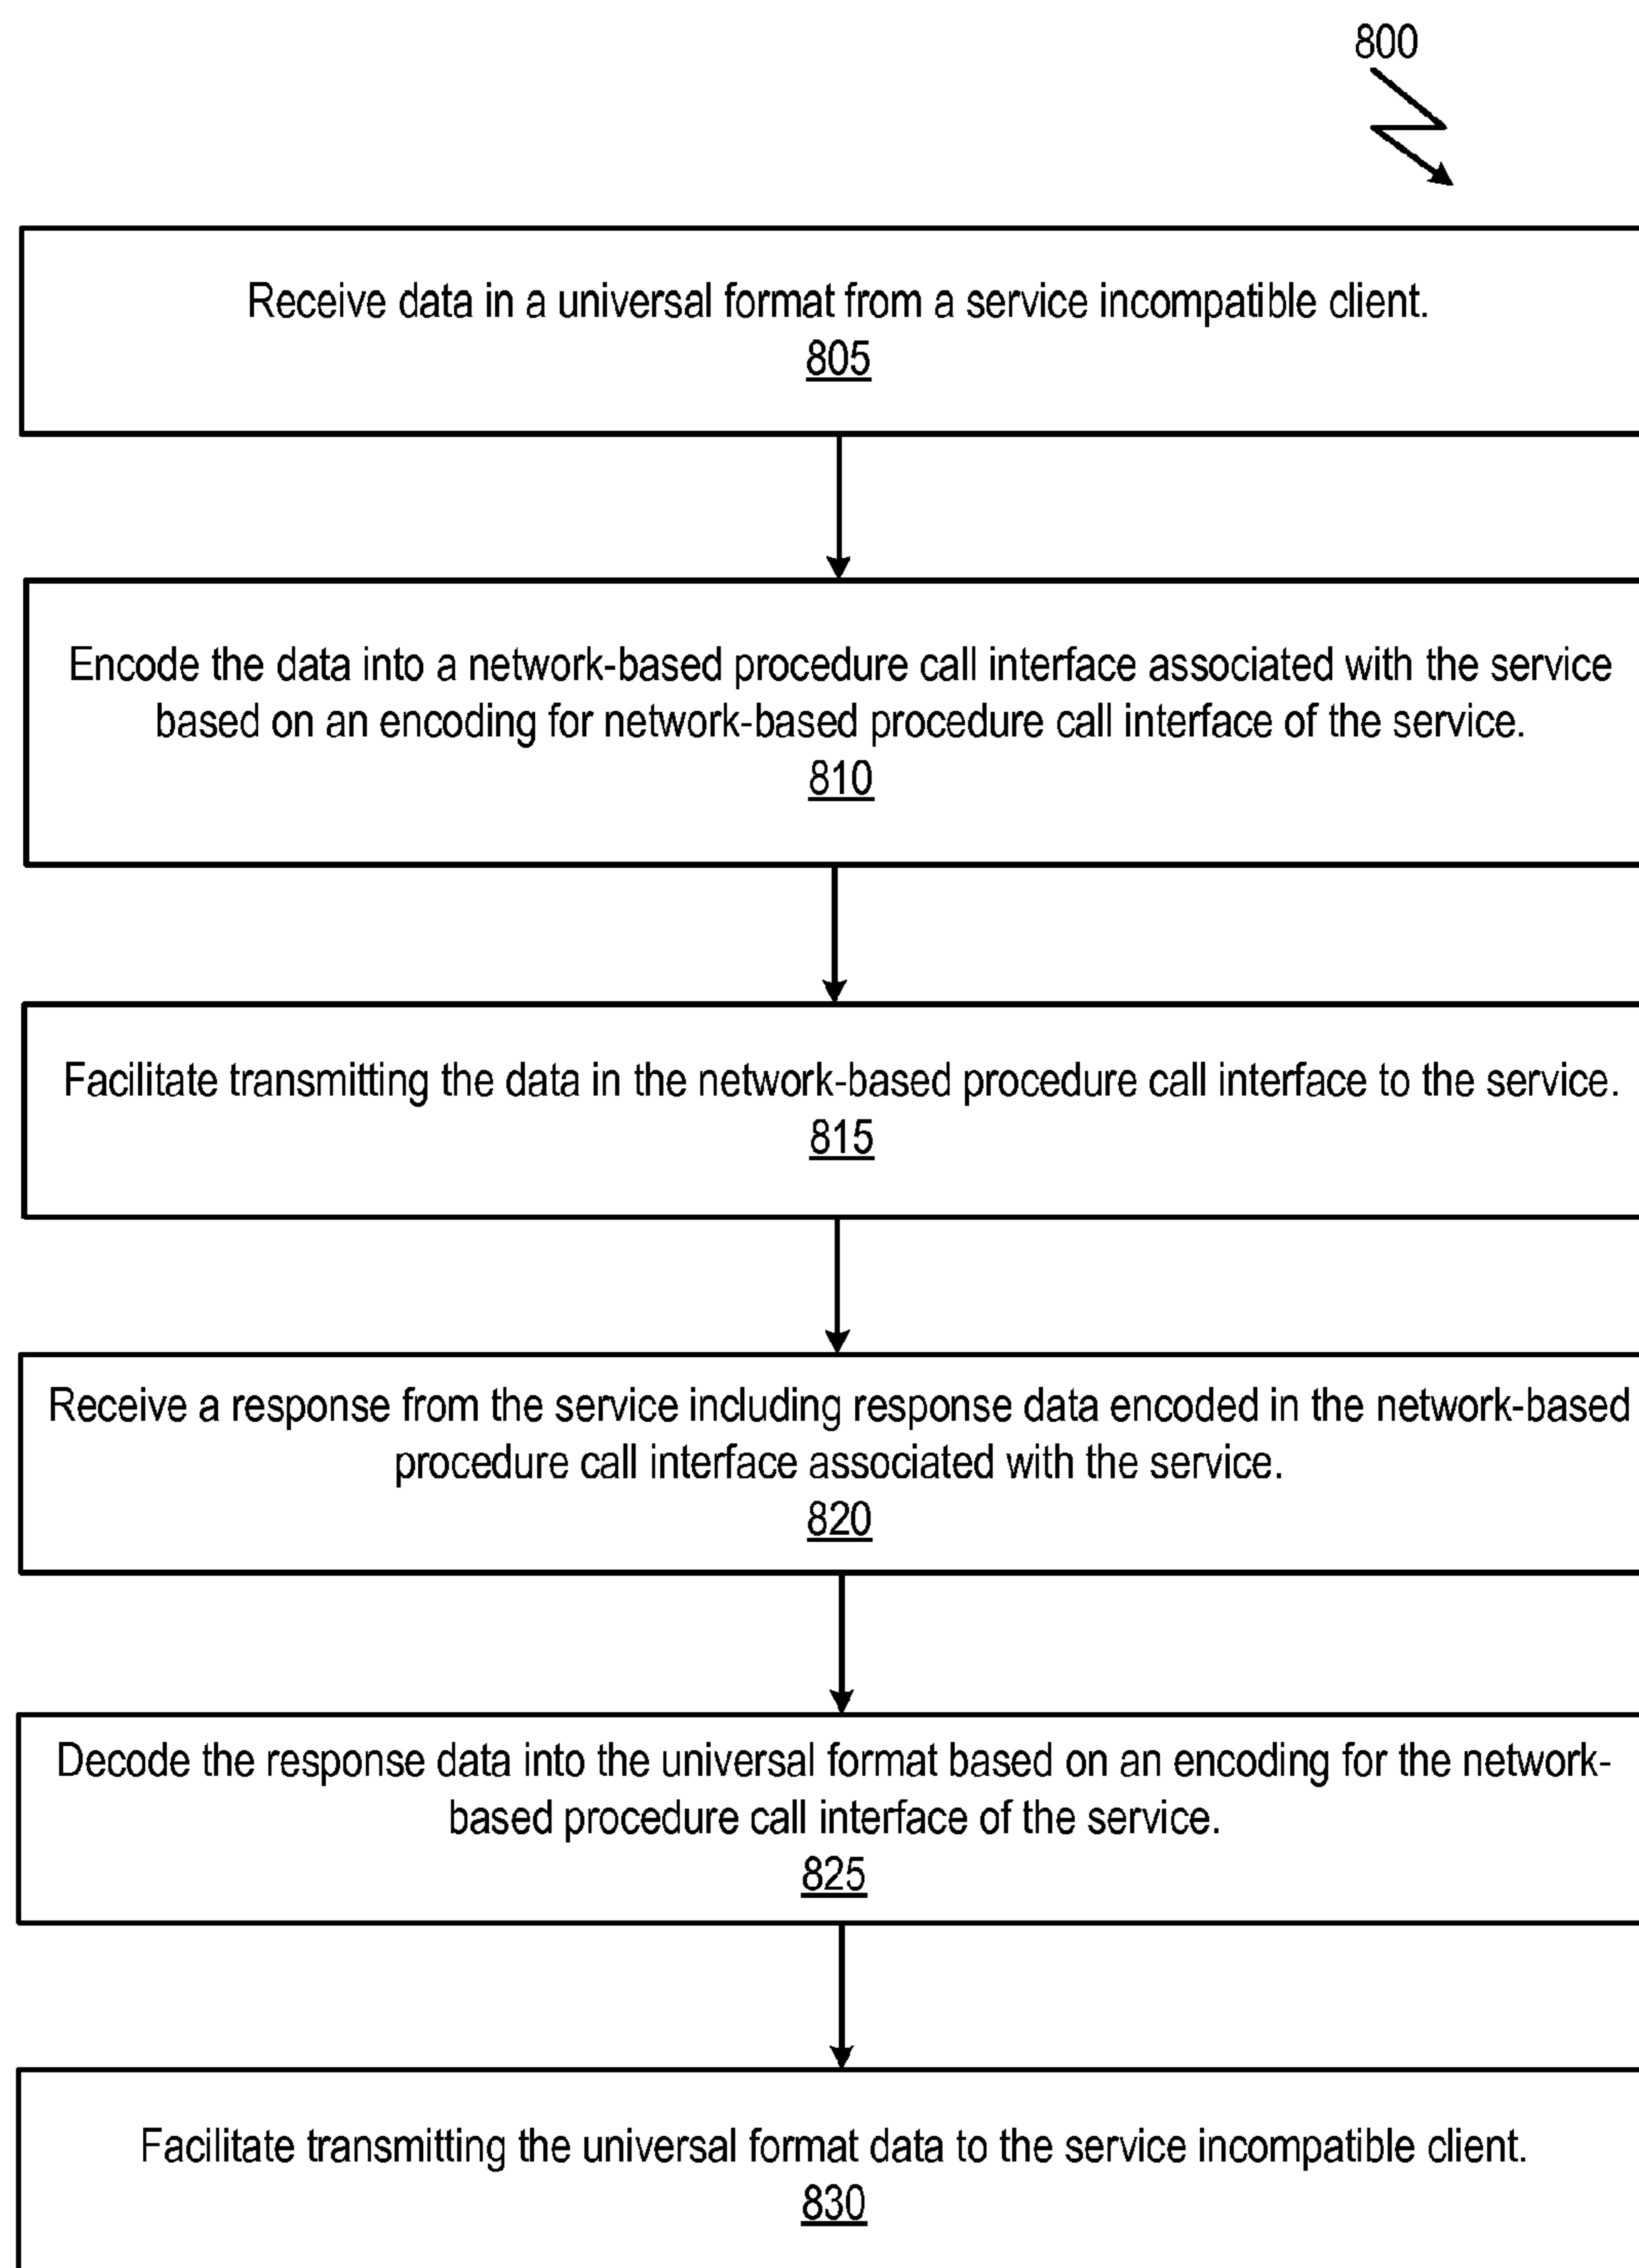 800
Receive data in a universal format from a service incompatible client.
805
Encode the data into a network-based procedure call interface associated with the service
based on an encoding for network-based procedure call interface of the service.
810
Facilitate transmitting the data in the network-based procedure call interface to the service.
815
Receive a response from the service including response data encoded in the network-based
procedure call interface associated with the service.
820
Decode the response data into the universal format based on an encoding for the network-
based procedure call interface of the service.
825
Facilitate transmitting the universal format data to the service incompatible client.
830